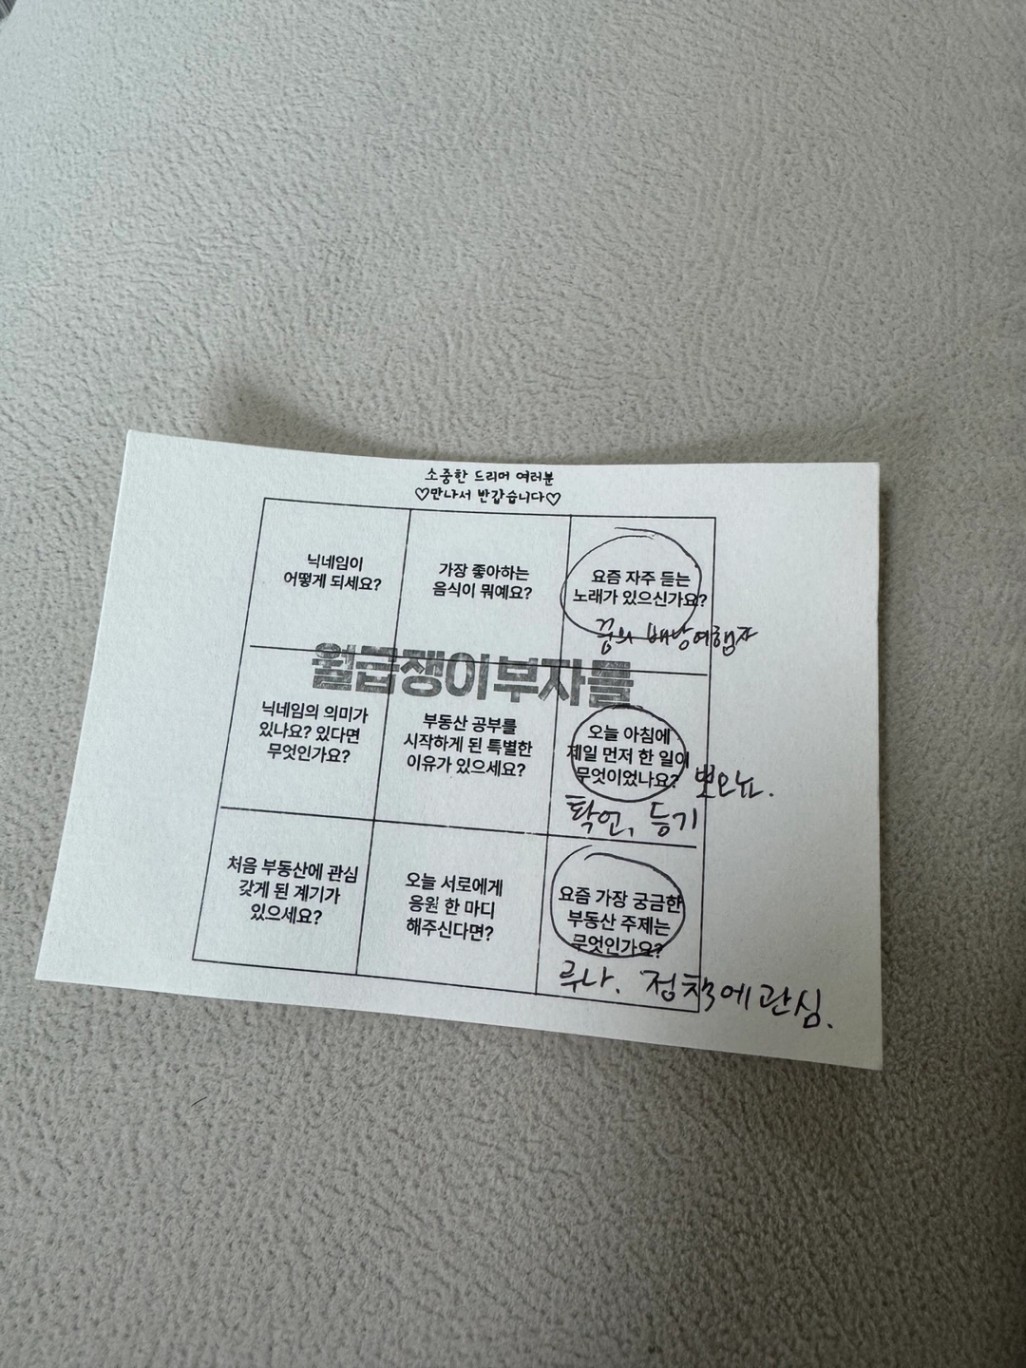 소중한 드리머 여러분
♡만나서 반갑습니다♡
닉네임이
어떻게 되세요?
가장 좋아하는
음식이 뭐예요?
요즘 자주 듣는
노래가 있으신가요?
꿈의 배낭여행자
월급쟁이부자들
닉네임의 의미가
있나요? 있다면
무엇인가요?
부동산 공부를
시작하게 된 특별한
이유가 있으세요?
오늘 아침에
제일 먼저 한 일이
무엇이었나요?
뽀오뇨.
확언, 듣기
처음 부동산에 관심
갖게 된 계기가
있으세요?
오늘 서로에게
응원 한 마디
해주신다면?
요즘 가장 궁금한
부동산 주제는
무엇인가요?
루나. 정책에 관심.